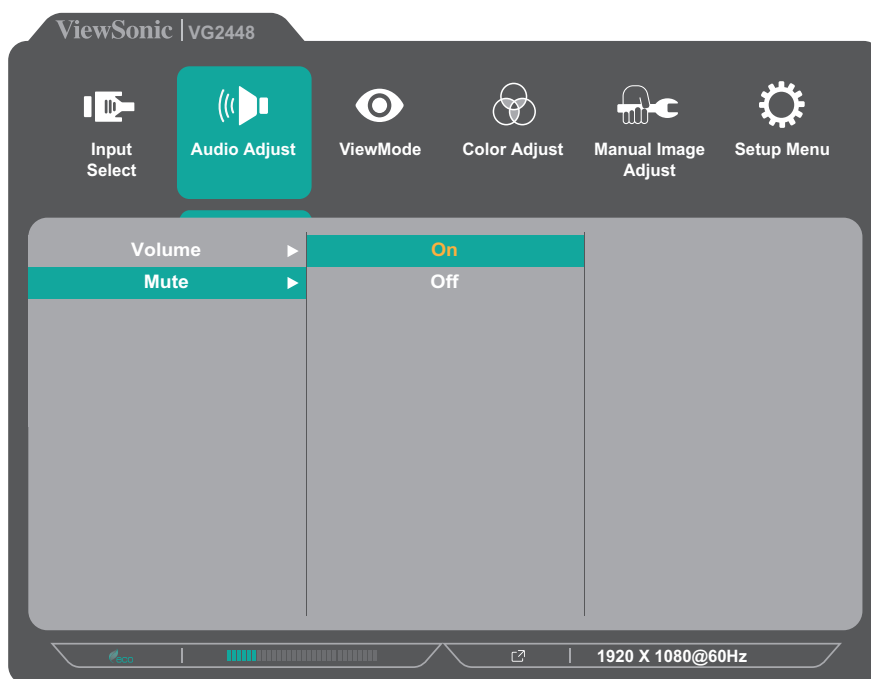 ViewSonic | VG2448
Input Select
Audio Adjust
ViewMode
Color Adjust
Manual Image Adjust
Setup Menu
Volume
On
Mute
Off
eco
1920 X 1080@60Hz